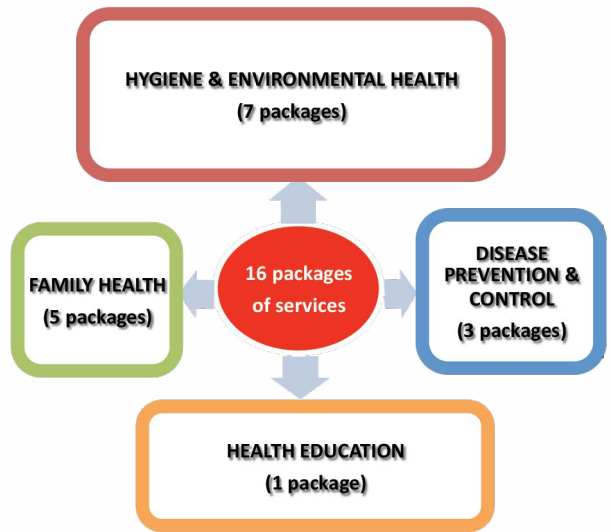 HYGIENE & ENVIRONMENTAL HEALTH
(7 packages)
FAMILY HEALTH
(5 packages)
16 packages
of services
DISEASE
PREVENTION &
CONTROL
(3 packages)
HEALTH EDUCATION
(1 package)